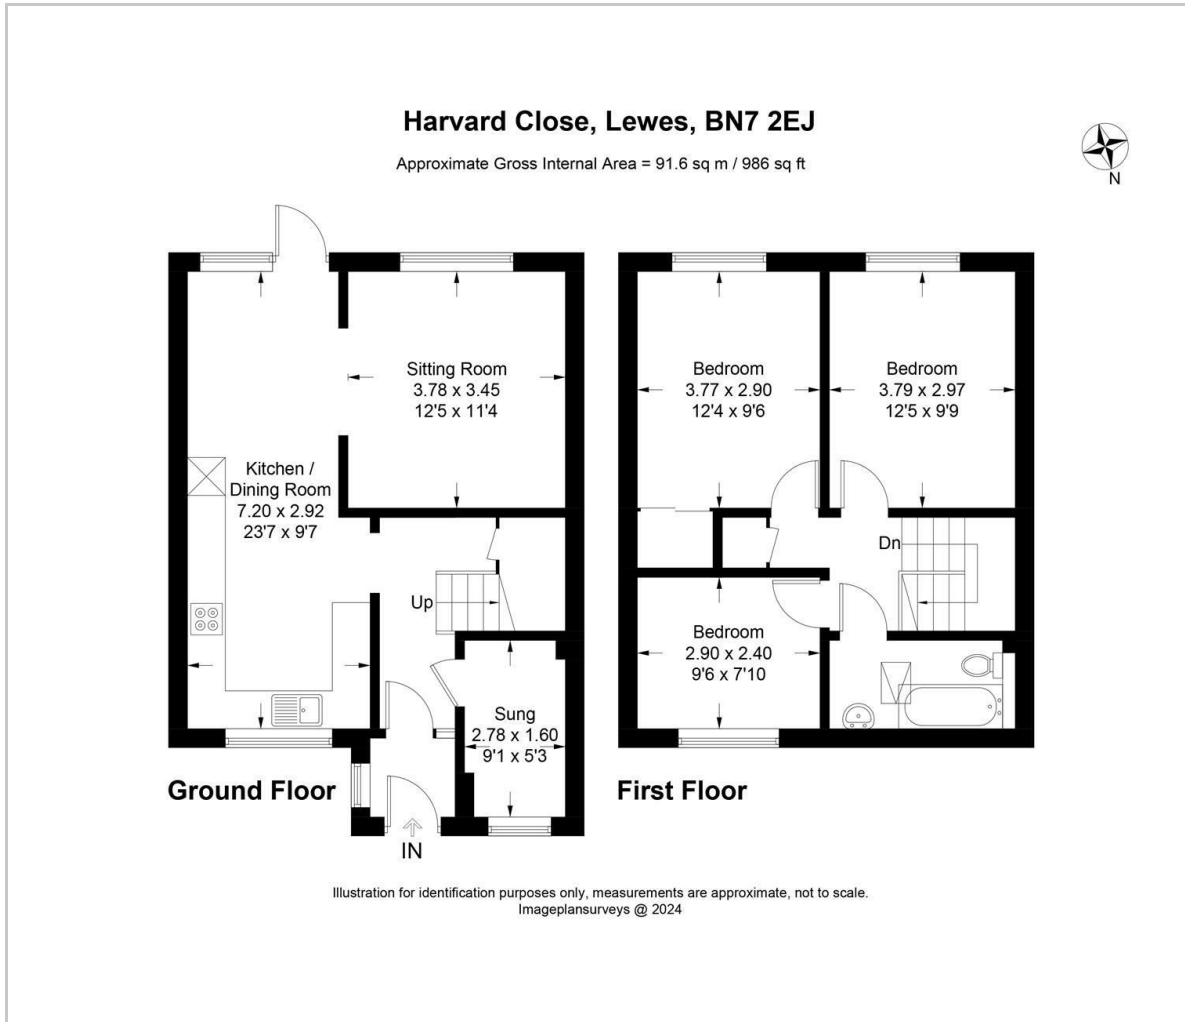 Harvard Close, Lewes, BN7 2EJ
Approximate Gross Internal Area = 91.6 sq m / 986 sq ft
N
Sitting Room
3.78 x 3.45
12'5 x 11'4
Kitchen /
Dining Room
7.20 x 2.92
23'7 x 9'7
Up
Sung
2.78 x 1.60
9'1 x 5'3
IN
Ground Floor
Bedroom
3.77 x 2.90
12'4 x 9'6
Bedroom
3.79 x 2.97
12'5 x 9'9
Dn
Bedroom
2.90 x 2.40
9'6 x 7'10
First Floor
Illustration for identification purposes only, measurements are approximate, not to scale.
Imageplansurveys @ 2024